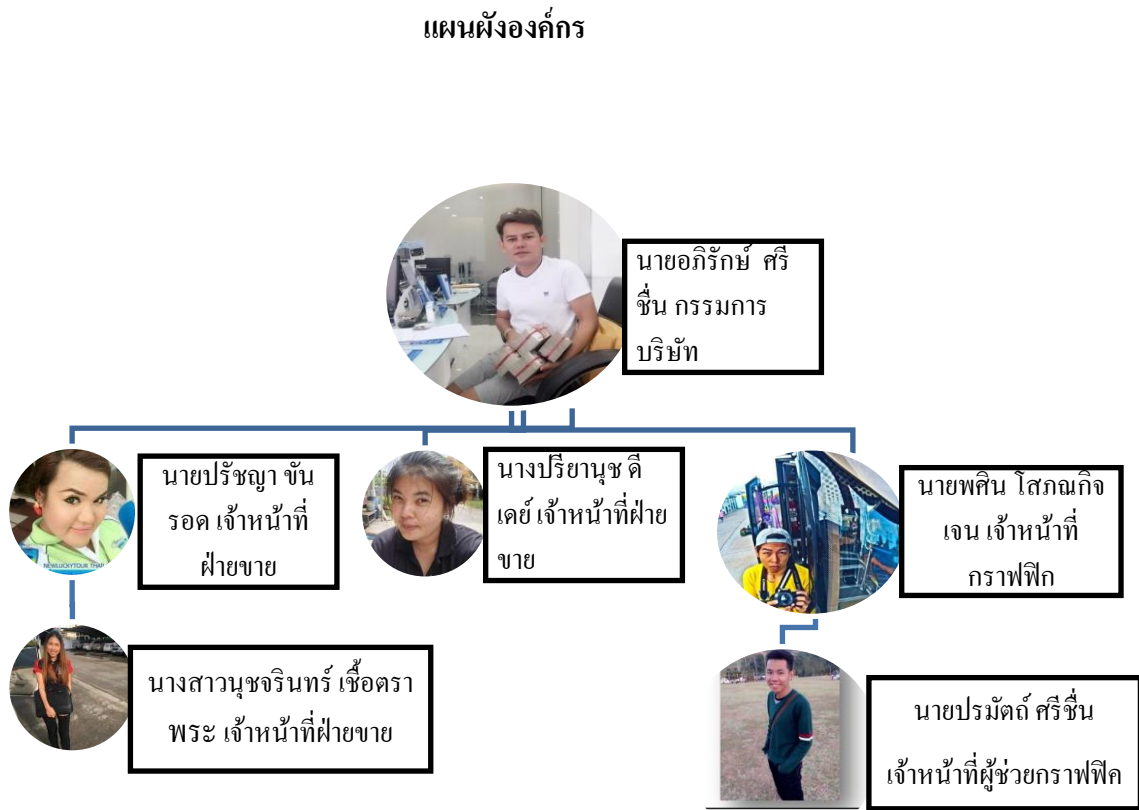 แผนผังองค์กร
นายอภิรักษ์ ศรี
ชื่น กรรมการ
บริษัท
นายปรัชญา ขัน
รอด เจ้าหน้าที่
ฝ่ายขาย
นางปรียานุช ดี
เคย์ เจ้าหน้าที่ฝ่าย
ขาย
นายพศิน โสภณกิจ
เจน เจ้าหน้าที่
กราฟฟิก
NEWLUCKYTOUR THAI
นางสาวนุชจรินทร์ เชื้อตรา
พระ เจ้าหน้าที่ฝ่ายขาย
นายปรมัตถ์ ศรีชื่น
เจ้าหน้าที่ผู้ช่วยกราฟฟิค